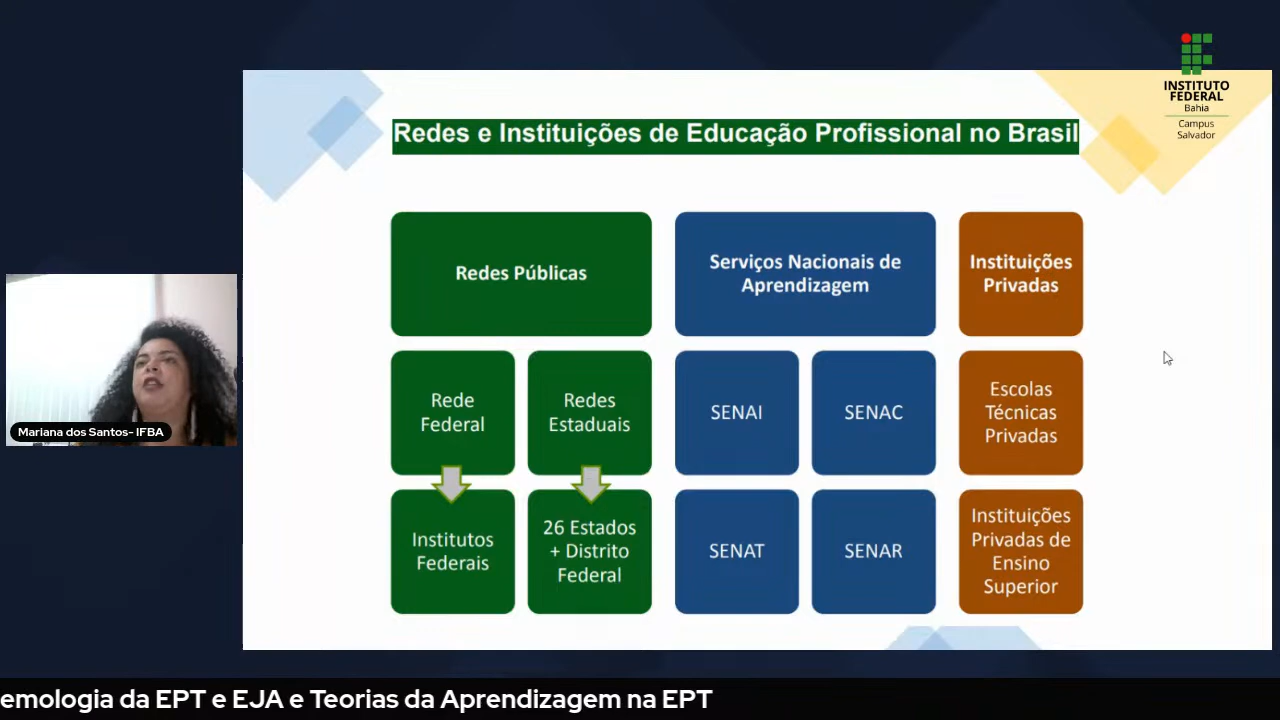 INSTITUTO
FEDERAL
Bahia
Campus
Salvador
Redes e Instituições de Educação Profissional no Brasil
Redes Públicas
Serviços Nacionais de
Aprendizagem
Instituições
Privadas
Rede
Federal
Redes
Estaduais
SENAI
SENAC
Escolas
Técnicas
Privadas
Institutos
Federais
26 Estados
+ Distrito
Federal
SENAT
SENAR
Instituições
Privadas de
Ensino
Superior
Mariana dos Santos- IFBA
emologia da EPT e EJA e Teorias da Aprendizagem na EPT